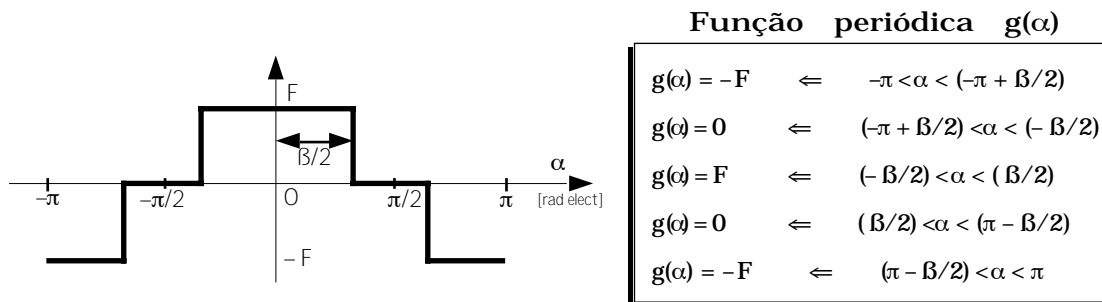 Função periódica g(α)
F
ß/2
α
[rad elect]
−π
−π/2
0
π/2
π
− F
g(α) = − F ⇐ −π <α < (−π + ß/2)
g(α) = 0 ⇐ (−π + ß/2) <α < (− ß/2)
g(α) = F ⇐ (− ß/2) <α < ( ß/2)
g(α) = 0 ⇐ (ß/2) <α < (π − ß/2)
g(α) = −F ⇐ (π − ß/2) <α < π